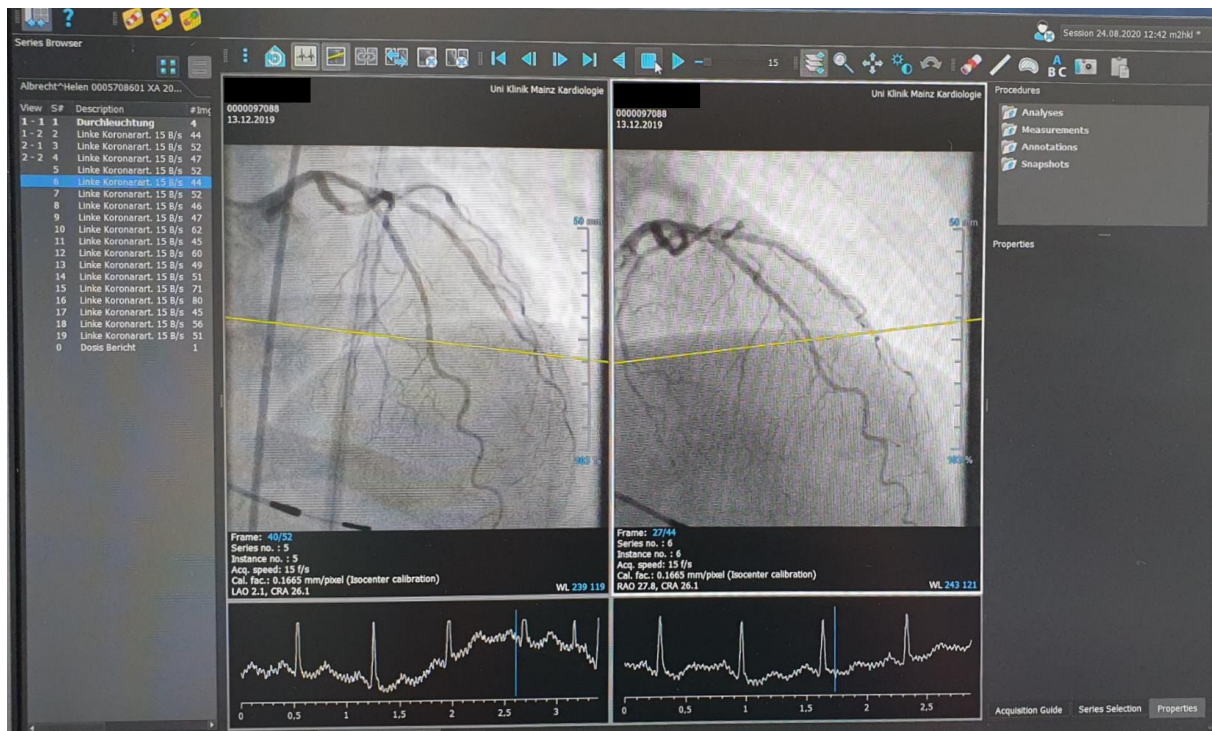 ?
Session 24.08.2020 12:42 m2hkl *
Series Browser
15
A
BC
Albrecht^Helen 0005708601 XA 20...
View S# Description #Img
1 - 1 1 Durchleuchtung 4
1 - 2 2 Linke Koronarart. 15 B/s 44
2 - 1 3 Linke Koronarart. 15 B/s 52
2 - 2 4 Linke Koronarart. 15 B/s 47
5 Linke Koronarart. 15 B/s 52
6 Linke Koronarart. 15 B/s 44
7 Linke Koronarart. 15 B/s 52
8 Linke Koronarart. 15 B/s 46
9 Linke Koronarart. 15 B/s 47
10 Linke Koronarart. 15 B/s 62
11 Linke Koronarart. 15 B/s 45
12 Linke Koronarart. 15 B/s 60
13 Linke Koronarart. 15 B/s 49
14 Linke Koronarart. 15 B/s 51
15 Linke Koronarart. 15 B/s 71
16 Linke Koronarart. 15 B/s 80
17 Linke Koronarart. 15 B/s 45
18 Linke Koronarart. 15 B/s 56
19 Linke Koronarart. 15 B/s 51
0 Dosis Bericht 1
Uni Klinik Mainz Kardiologie
0000097088
13.12.2019
60 mm
Frame: 40/52
Series no. : 5
Instance no. : 5
Acq. speed: 15 f/s
Cal. fac.: 0.1665 mm/pixel (Isocenter calibration)
LAO 2.1, CRA 26.1
WL 239 119
0 0,5 1 1,5 2 2,5 3
Uni Klinik Mainz Kardiologie
0000097088
13.12.2019
60 mm
Frame: 27/44
Series no. : 6
Instance no. : 6
Acq. speed: 15 f/s
Cal. fac.: 0.1665 mm/pixel (Isocenter calibration)
RAO 27.8, CRA 26.1
WL 243 121
0 0,5 1 1,5 2 2,5
Procedures
Analyses
Measurements
Annotations
Snapshots
Properties
Acquisition Guide Series Selection Properties